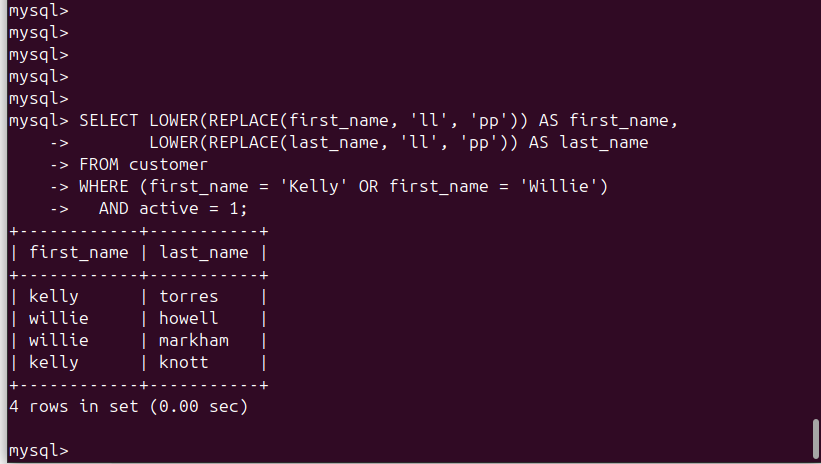 mysql>
mysql>
mysql>
mysql>
mysql>
mysql> SELECT LOWER(REPLACE(first_name, 'll', 'pp')) AS first_name,
    ->        LOWER(REPLACE(last_name, 'll', 'pp')) AS last_name
    -> FROM customer
    -> WHERE (first_name = 'Kelly' OR first_name = 'Willie')
    ->   AND active = 1;
+------------+-----------+
| first_name | last_name |
+------------+-----------+
| kelly      | torres    |
| willie     | howell    |
| willie     | markham   |
| kelly      | knott     |
+------------+-----------+
4 rows in set (0.00 sec)

mysql>